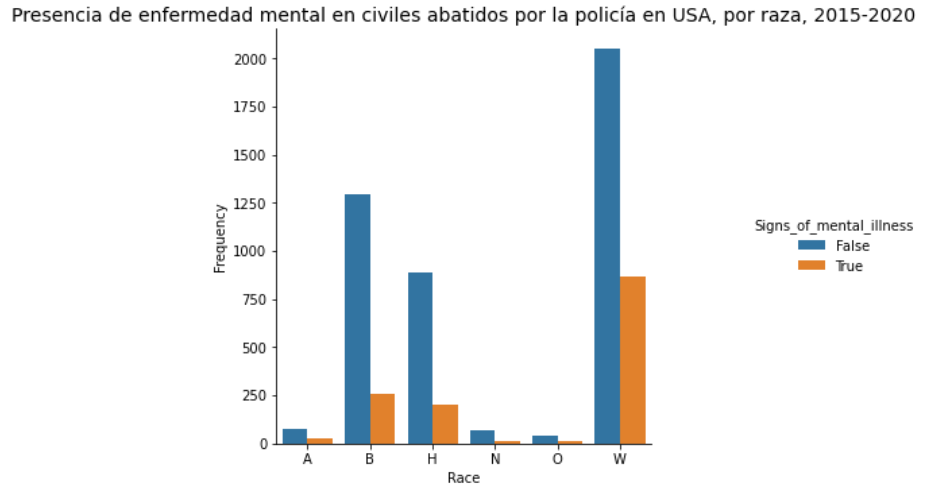 Presencia de enfermedad mental en civiles abatidos por la policía en USA, por raza, 2015-2020
2000
1750
1500
1250
1000
750
500
250
0
Frequency
A B H N O W
Race
Signs_of_mental_illness
False
True